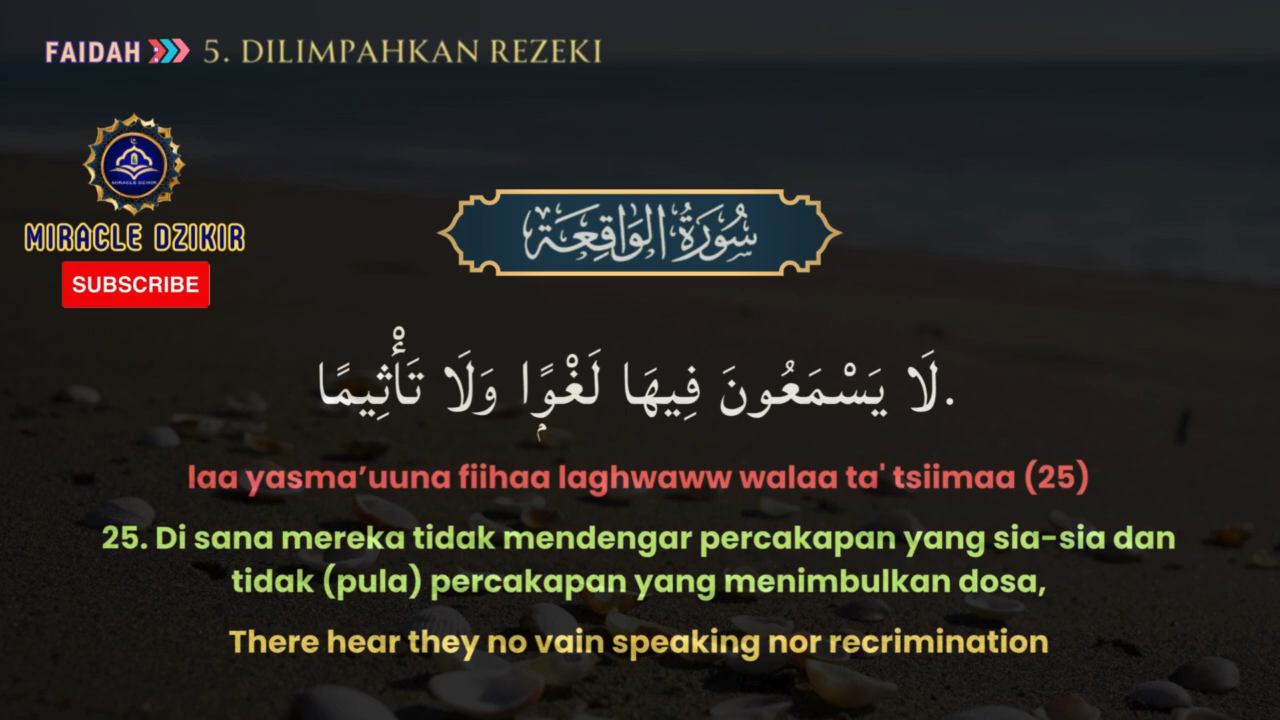 FAIDAH 5. DILIMPAHKAN REZEKI
MIRACLE DZIKIR
MIRACLE DZIKIR
SUBSCRIBE
سُورَةُ الوَاقِعَة
لَا يَسْمَعُونَ فِيهَا لَغْوًۭا وَلَا تَأْثِيمًا.
laa yasma’uuna fiihaa laghwaww walaa ta' tsiimaa (25)
25. Di sana mereka tidak mendengar percakapan yang sia-sia dan
tidak (pula) percakapan yang menimbulkan dosa,
There hear they no vain speaking nor recrimination